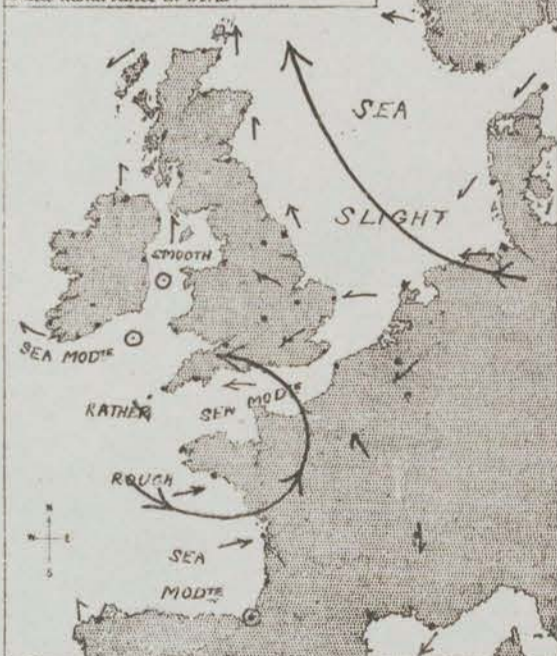 SEA
SLIGHT
SMOOTH
SEA MODTE
RATHER
SEA MODTE
ROUGH
N
W E
S
SEA
MODTE